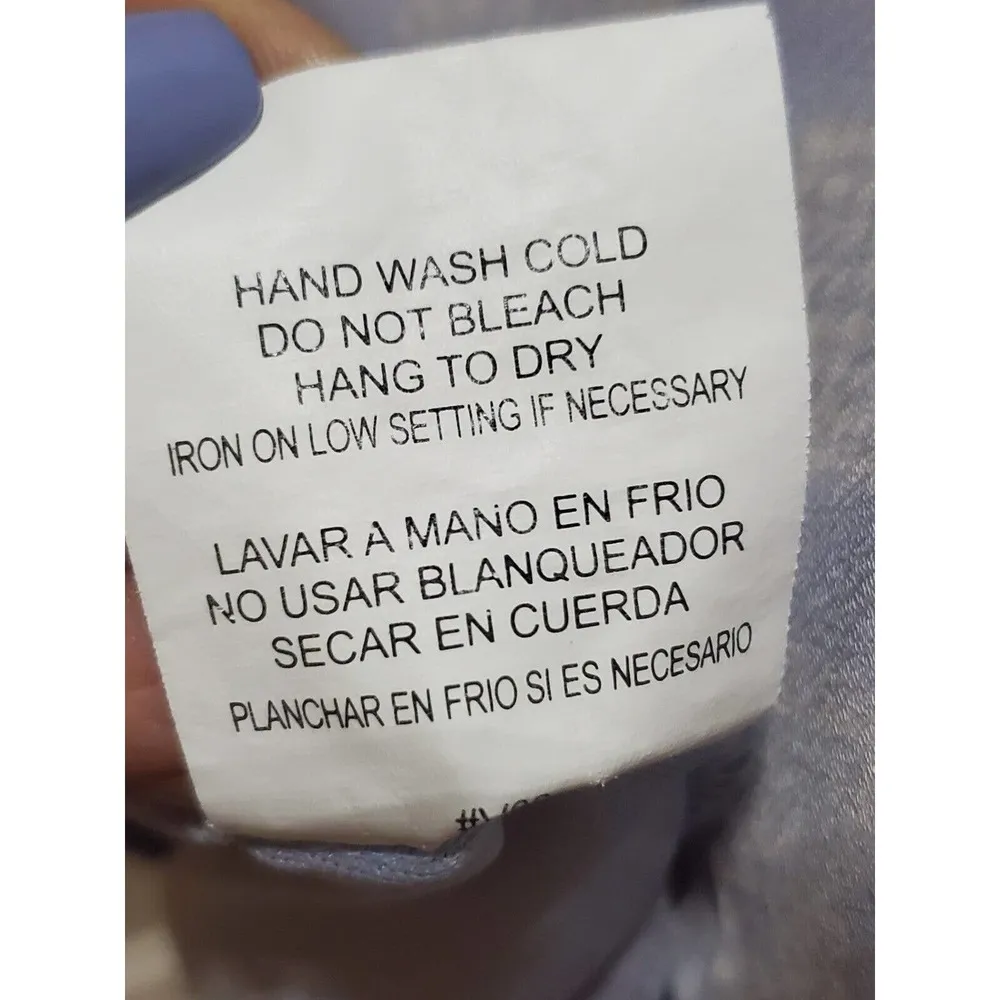 HAND WASH COLD
DO NOT BLEACH
HANG TO DRY
IRON ON LOW SETTING IF NECESSARY
LAVAR A MANO EN FRIO
NO USAR BLANQUEADOR
SECAR EN CUERDA
PLANCHAR EN FRIO SI ES NECESARIO